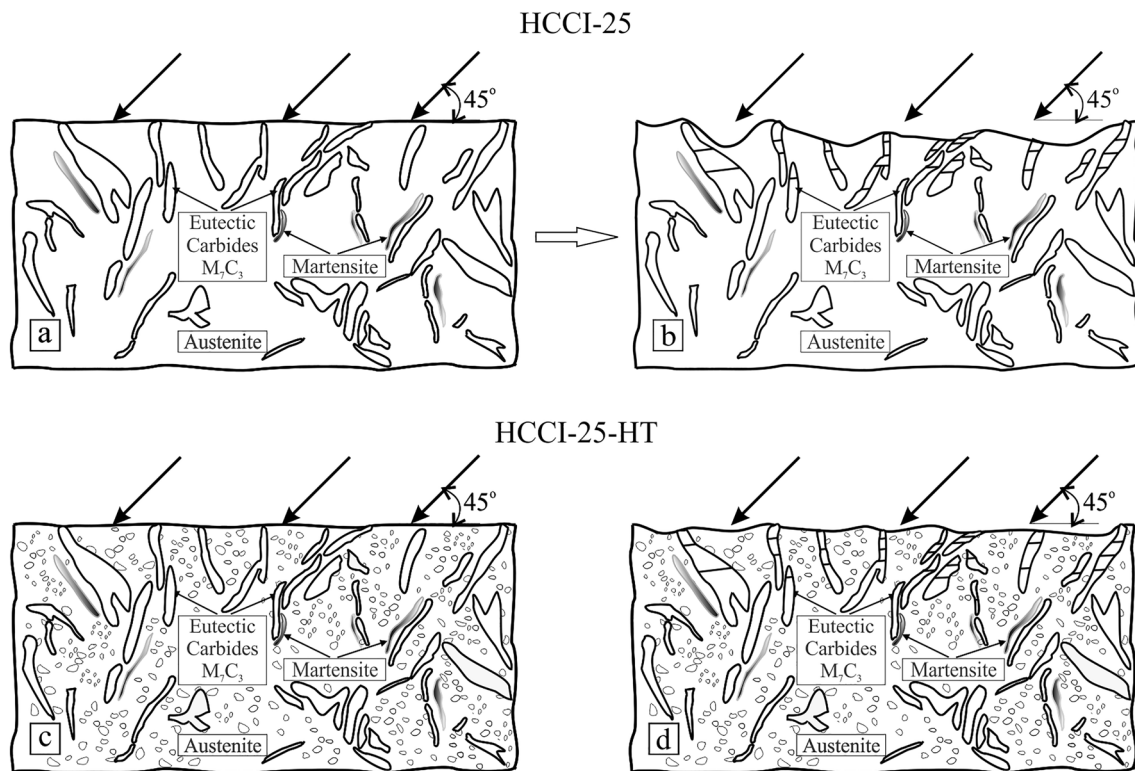 HCCI-25
45°
45°
Eutectic
Carbides
M₇C₃
Martensite
Austenite
a
Eutectic
Carbides
M₇C₃
Martensite
Austenite
b
HCCI-25-HT
45°
45°
Eutectic
Carbides
M₇C₃
Martensite
Austenite
c
Eutectic
Carbides
M₇C₃
Martensite
Austenite
d